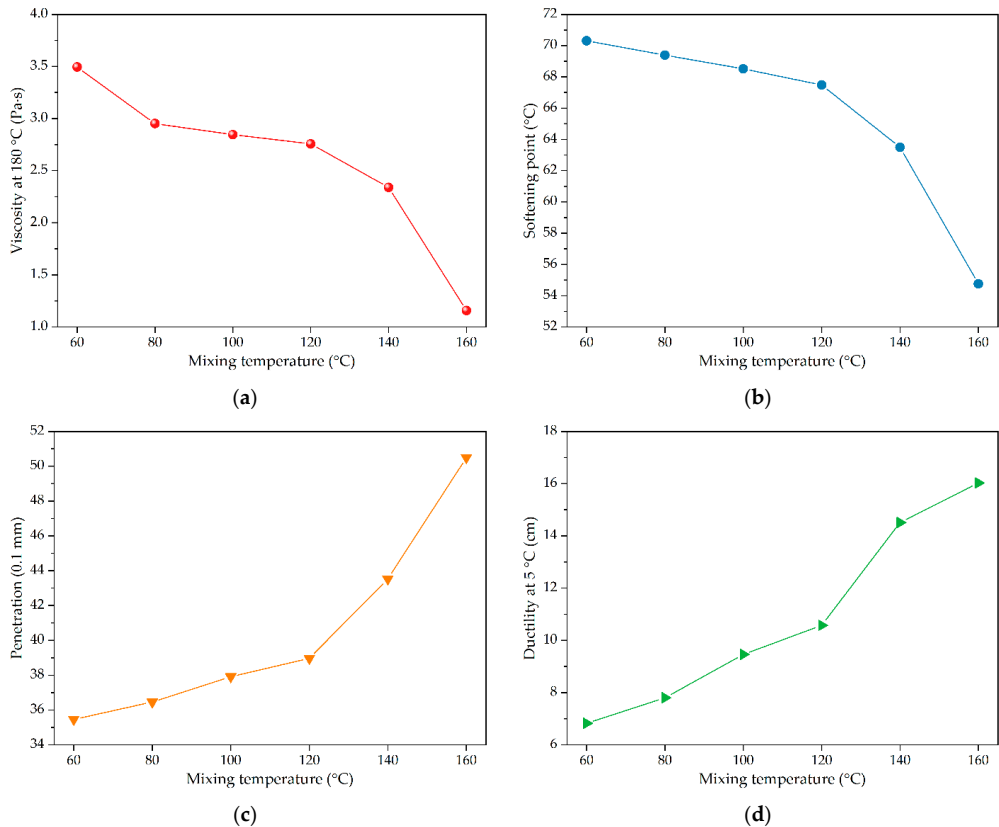 4.0
3.5
3.0
2.5
2.0
1.5
1.0
Viscosity at 180 °C (Pa·s)
60 80 100 120 140 160
Mixing temperature (°C)
(a)
72
70
68
66
64
62
60
58
56
54
52
Softening point (°C)
60 80 100 120 140 160
Mixing temperature (°C)
(b)
52
50
48
46
44
42
40
38
36
34
Penetration (0.1 mm)
60 80 100 120 140 160
Mixing temperature (°C)
(c)
18
16
14
12
10
8
6
Ductility at 5 °C (cm)
60 80 100 120 140 160
Mixing temperature (°C)
(d)